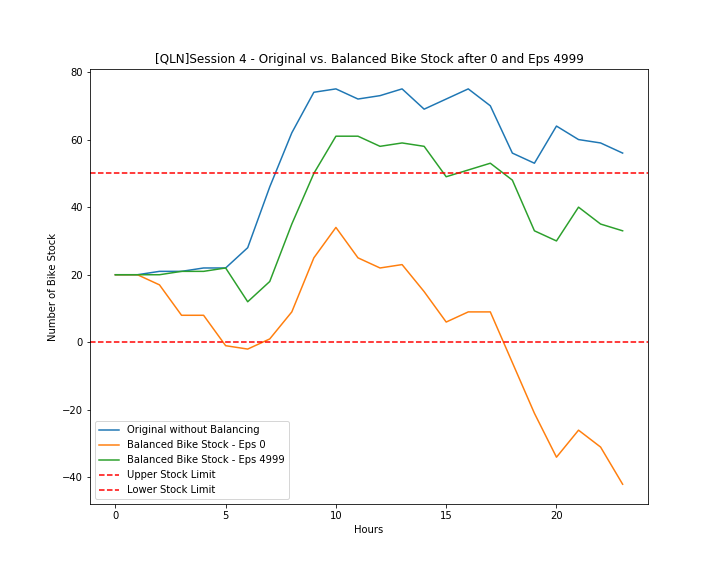 [QLN]Session 4 - Original vs. Balanced Bike Stock after 0 and Eps 4999
80
60
40
20
0
−20
−40
Number of Bike Stock
Original without Balancing
Balanced Bike Stock - Eps 0
Balanced Bike Stock - Eps 4999
Upper Stock Limit
Lower Stock Limit
0 5 10 15 20
Hours